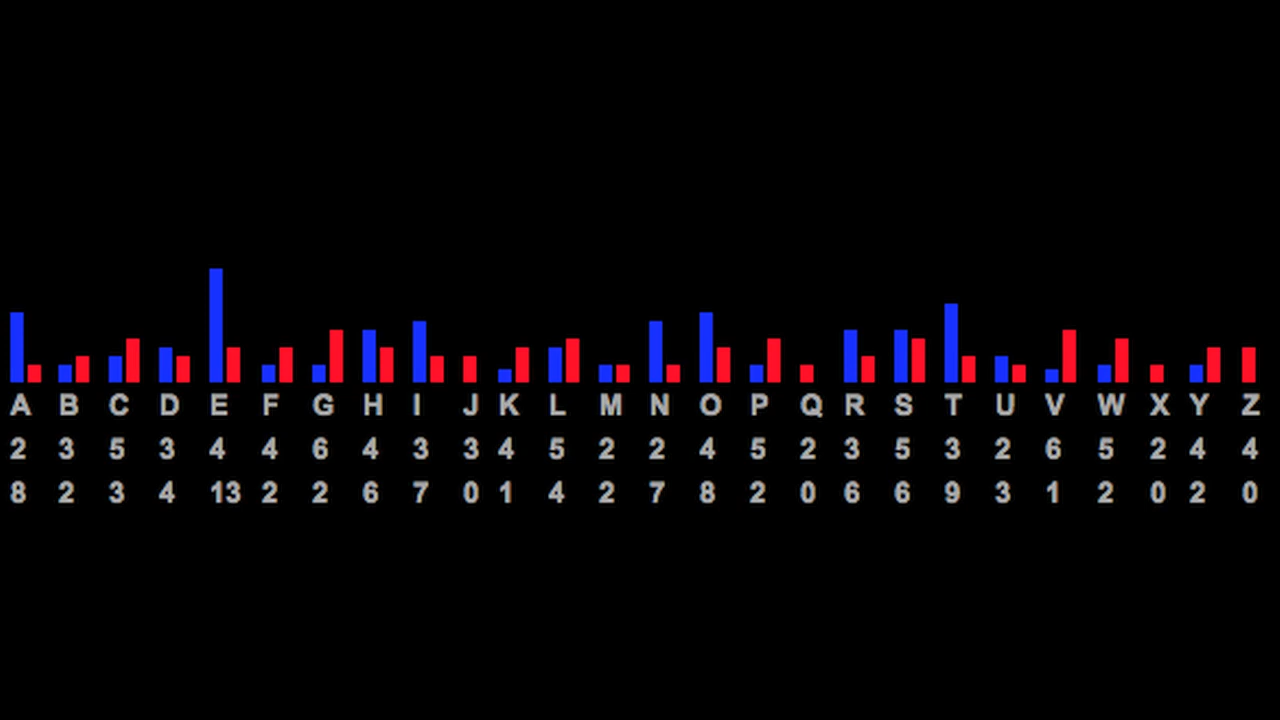 A B C D E F G H I J K L M N O P Q R S T U V W X Y Z
2 3 5 3 4 4 6 4 3 3 4 5 2 2 4 5 2 3 5 3 2 6 5 2 4 4
8 2 3 4 13 2 2 6 7 0 1 4 2 7 8 2 0 6 6 9 3 1 2 0 2 0